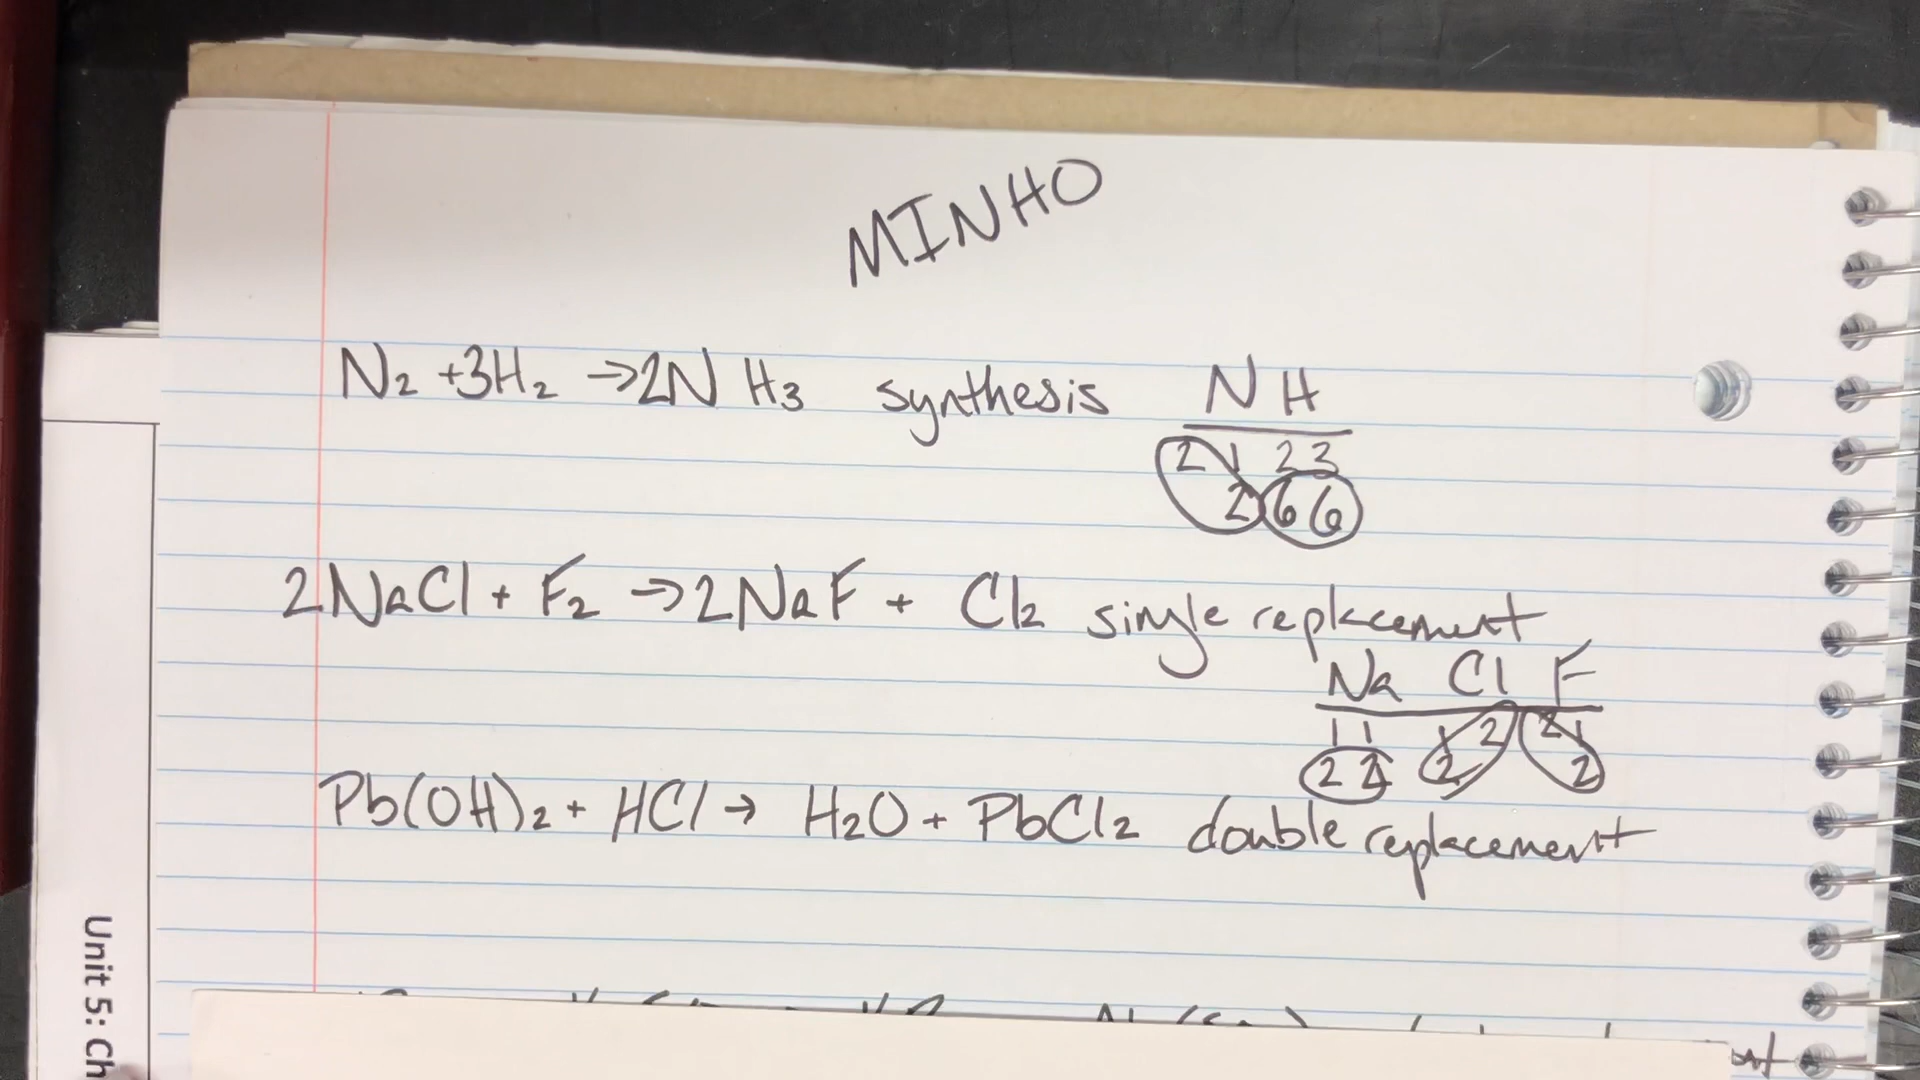 MINHO
N2 +3H2 →2N H3 synthesis N H
2 1 2 3
2 6 6
2NaCl + F2 →2NaF + Cl2 single replacement
Na Cl F
1 1 1 2 2 1
2 2 2 2
Pb(OH)2 + HCl → H2O + PbCl2 double replacement
Unit 5: Ch